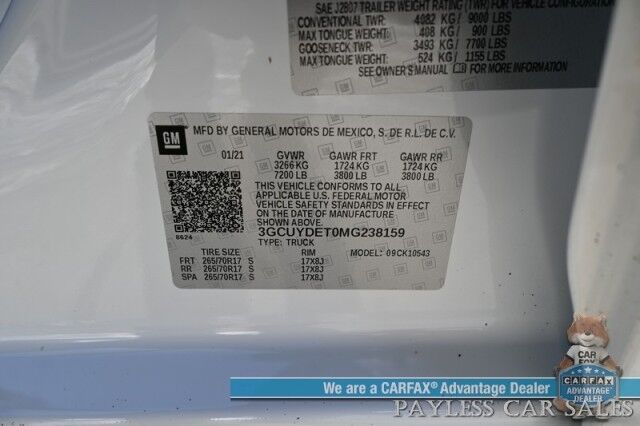 SAE J2807 TRAILER WEIGHT RATING (TWR) FOR VEHICLE CONFIGURATION
CONVENTIONAL TWR: 4082 KG / 9000 LBS
MAX TONGUE WEIGHT: 408 KG / 900 LBS
GOOSENECK TWR: 3493 KG / 7700 LBS
MAX TONGUE WEIGHT: 524 KG / 1155 LBS
SEE OWNER'S MANUAL FOR MORE INFORMATION
GM
MFD BY GENERAL MOTORS DE MEXICO, S. DE R.L. DE C.V.
01/21 GVWR GAWR FRT GAWR RR
3266 KG 1724 KG 1724 KG
7200 LB 3800 LB 3800 LB
THIS VEHICLE CONFORMS TO ALL
APPLICABLE U.S. FEDERAL MOTOR
VEHICLE SAFETY STANDARDS IN EFFECT ON
THE DATE OF MANUFACTURE SHOWN ABOVE.
3GCUYDET0MG238159
8624
TYPE: TRUCK
TIRE SIZE RIM MODEL: 09CK10543
FRT 265/70R17 S 17X8J
RR 265/70R17 S 17X8J
SPA 265/70R17 S 17X8J
CAR
FOX
CARFAX
ADVANTAGE
DEALER
We are a CARFAX® Advantage Dealer
PAYLESS CAR SALES